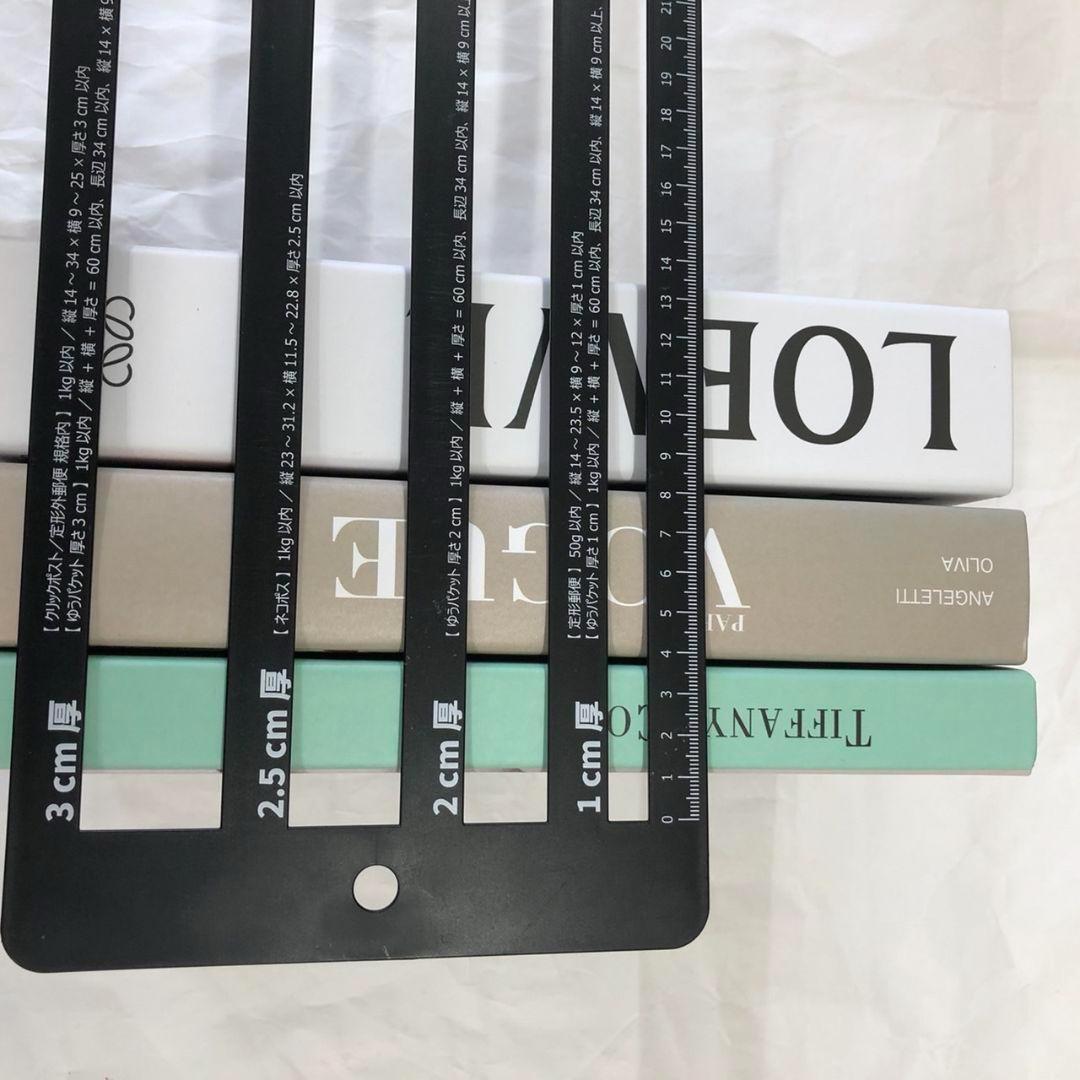 3 cm 厚
【 クリックポスト／定形外郵便 規格内 】 1kg 以内 ／ 縦 14 ～ 34 × 横 9 ～ 25 × 厚さ 3 cm 以内
【 ゆうパケット 厚さ 3 cm 】 1kg 以内 ／ 縦 + 横 + 厚さ = 60 cm 以内、長辺 34 cm 以内、縦 14 × 横 9
2.5 cm 厚
【 ネコポス 】 1kg 以内 ／ 縦 23 ～ 31.2 × 横 11.5 ～ 22.8 × 厚さ 2.5 cm 以内
2 cm 厚
【 ゆうパケット 厚さ 2 cm 】 1kg 以内 ／ 縦 + 横 + 厚さ = 60 cm 以内、長辺 34 cm 以内、縦 14 × 横 9 cm 以上
1 cm 厚
【 定形郵便 】 50g 以内 ／ 縦 14 ～ 23.5 × 横 9 ～ 12 × 厚さ 1 cm 以内
【 ゆうパケット 厚さ 1 cm 】 1kg 以内 ／ 縦 + 横 + 厚さ = 60 cm 以内、長辺 34 cm 以内、縦 14 × 横 9 cm 以上、
0 1 2 3 4 5 6 7 8 9 10 11 12 13 14 15 16 17 18 19 20 21
LOEW
VOGUE
ANGELETTI
OLIVA
TIFFANY CO